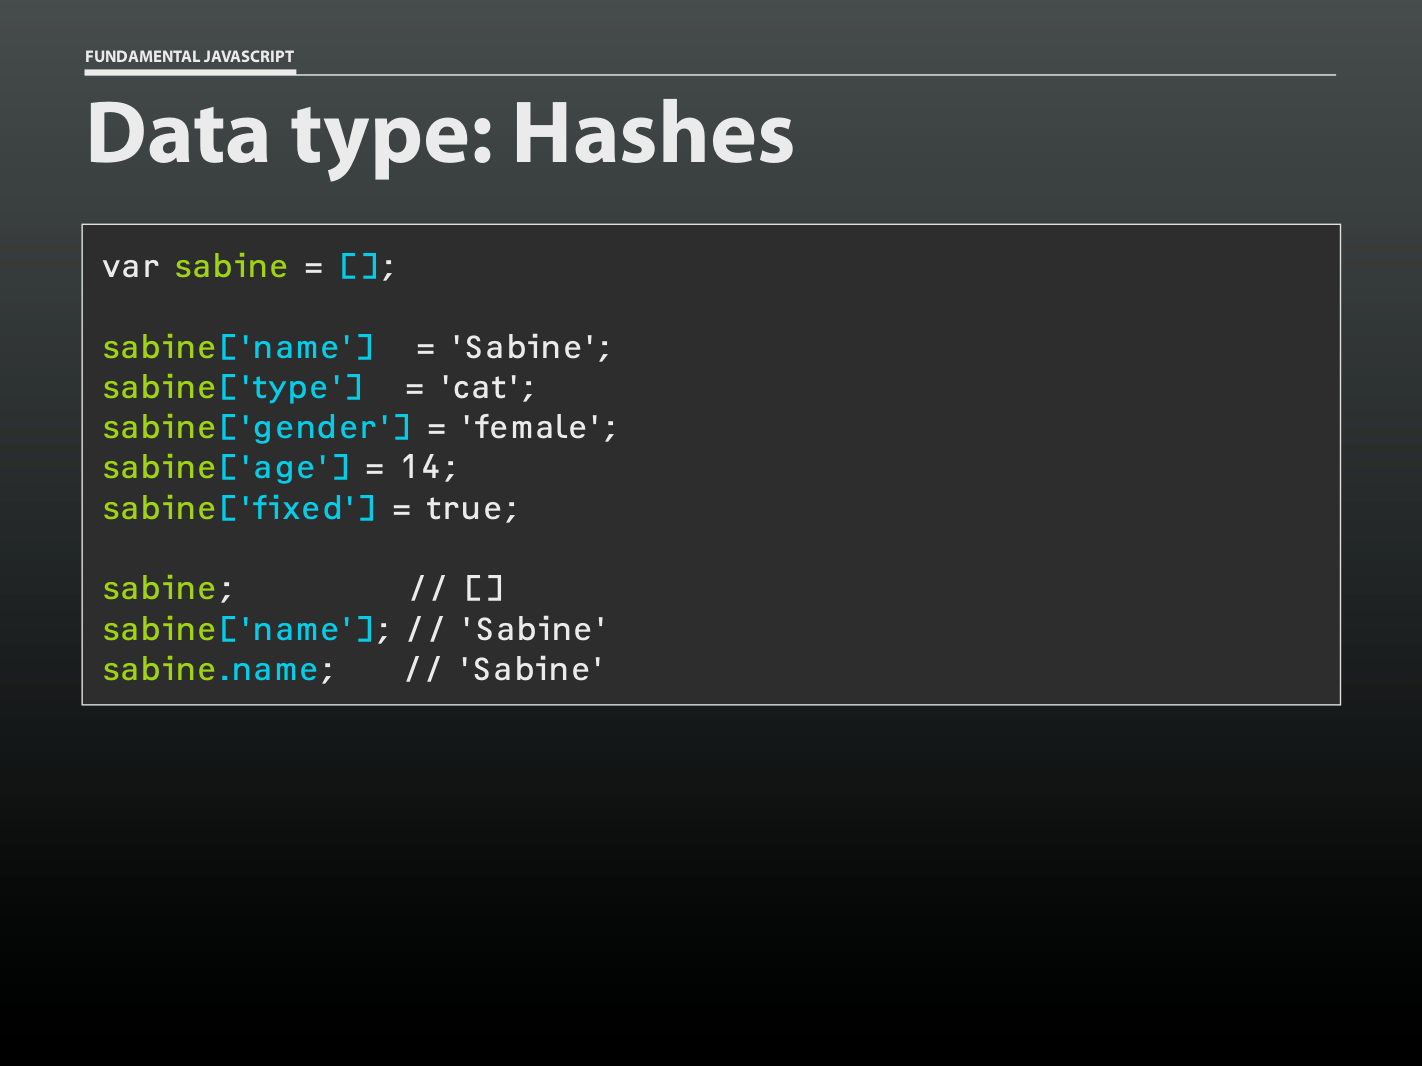 FUNDAMENTAL JAVASCRIPT
Data type: Hashes
var sabine = [];
sabine['name']  = 'Sabine';
sabine['type']  = 'cat';
sabine['gender'] = 'female';
sabine['age'] = 14;
sabine['fixed'] = true;
sabine;         // []
sabine['name']; // 'Sabine'
sabine.name;    // 'Sabine'